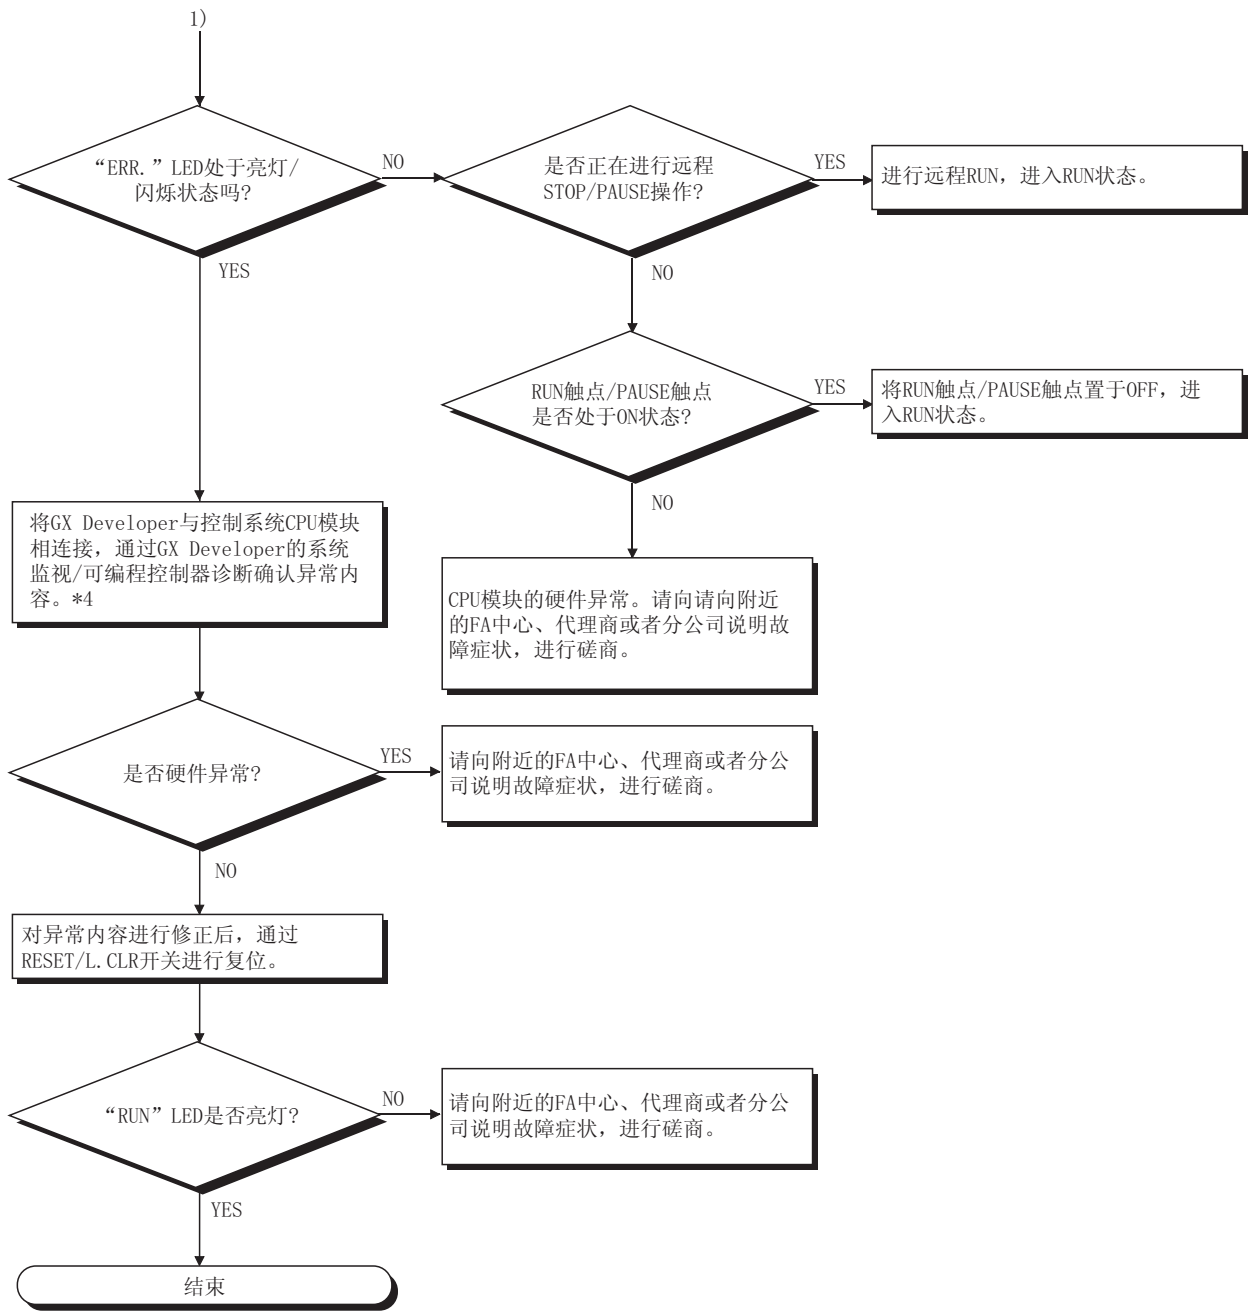 1)
“ERR.”LED处于亮灯/
闪烁状态吗?
NO
YES
是否正在进行远程
STOP/PAUSE操作?
YES
进行远程RUN，进入RUN状态。
NO
RUN触点/PAUSE触点
是否处于ON状态?
YES
将RUN触点/PAUSE触点置于OFF，进
入RUN状态。
NO
将GX Developer与控制系统CPU模块
相连接，通过GX Developer的系统
监视/可编程控制器诊断确认异常内
容。*4
CPU模块的硬件异常。请向请向附近
的FA中心、代理商或者分公司说明故
障症状，进行磋商。
是否硬件异常?
YES
请向附近的FA中心、代理商或者分公
司说明故障症状，进行磋商。
NO
对异常内容进行修正后，通过
RESET/L.CLR开关进行复位。
“RUN”LED是否亮灯?
NO
请向附近的FA中心、代理商或者分公
司说明故障症状，进行磋商。
YES
结束